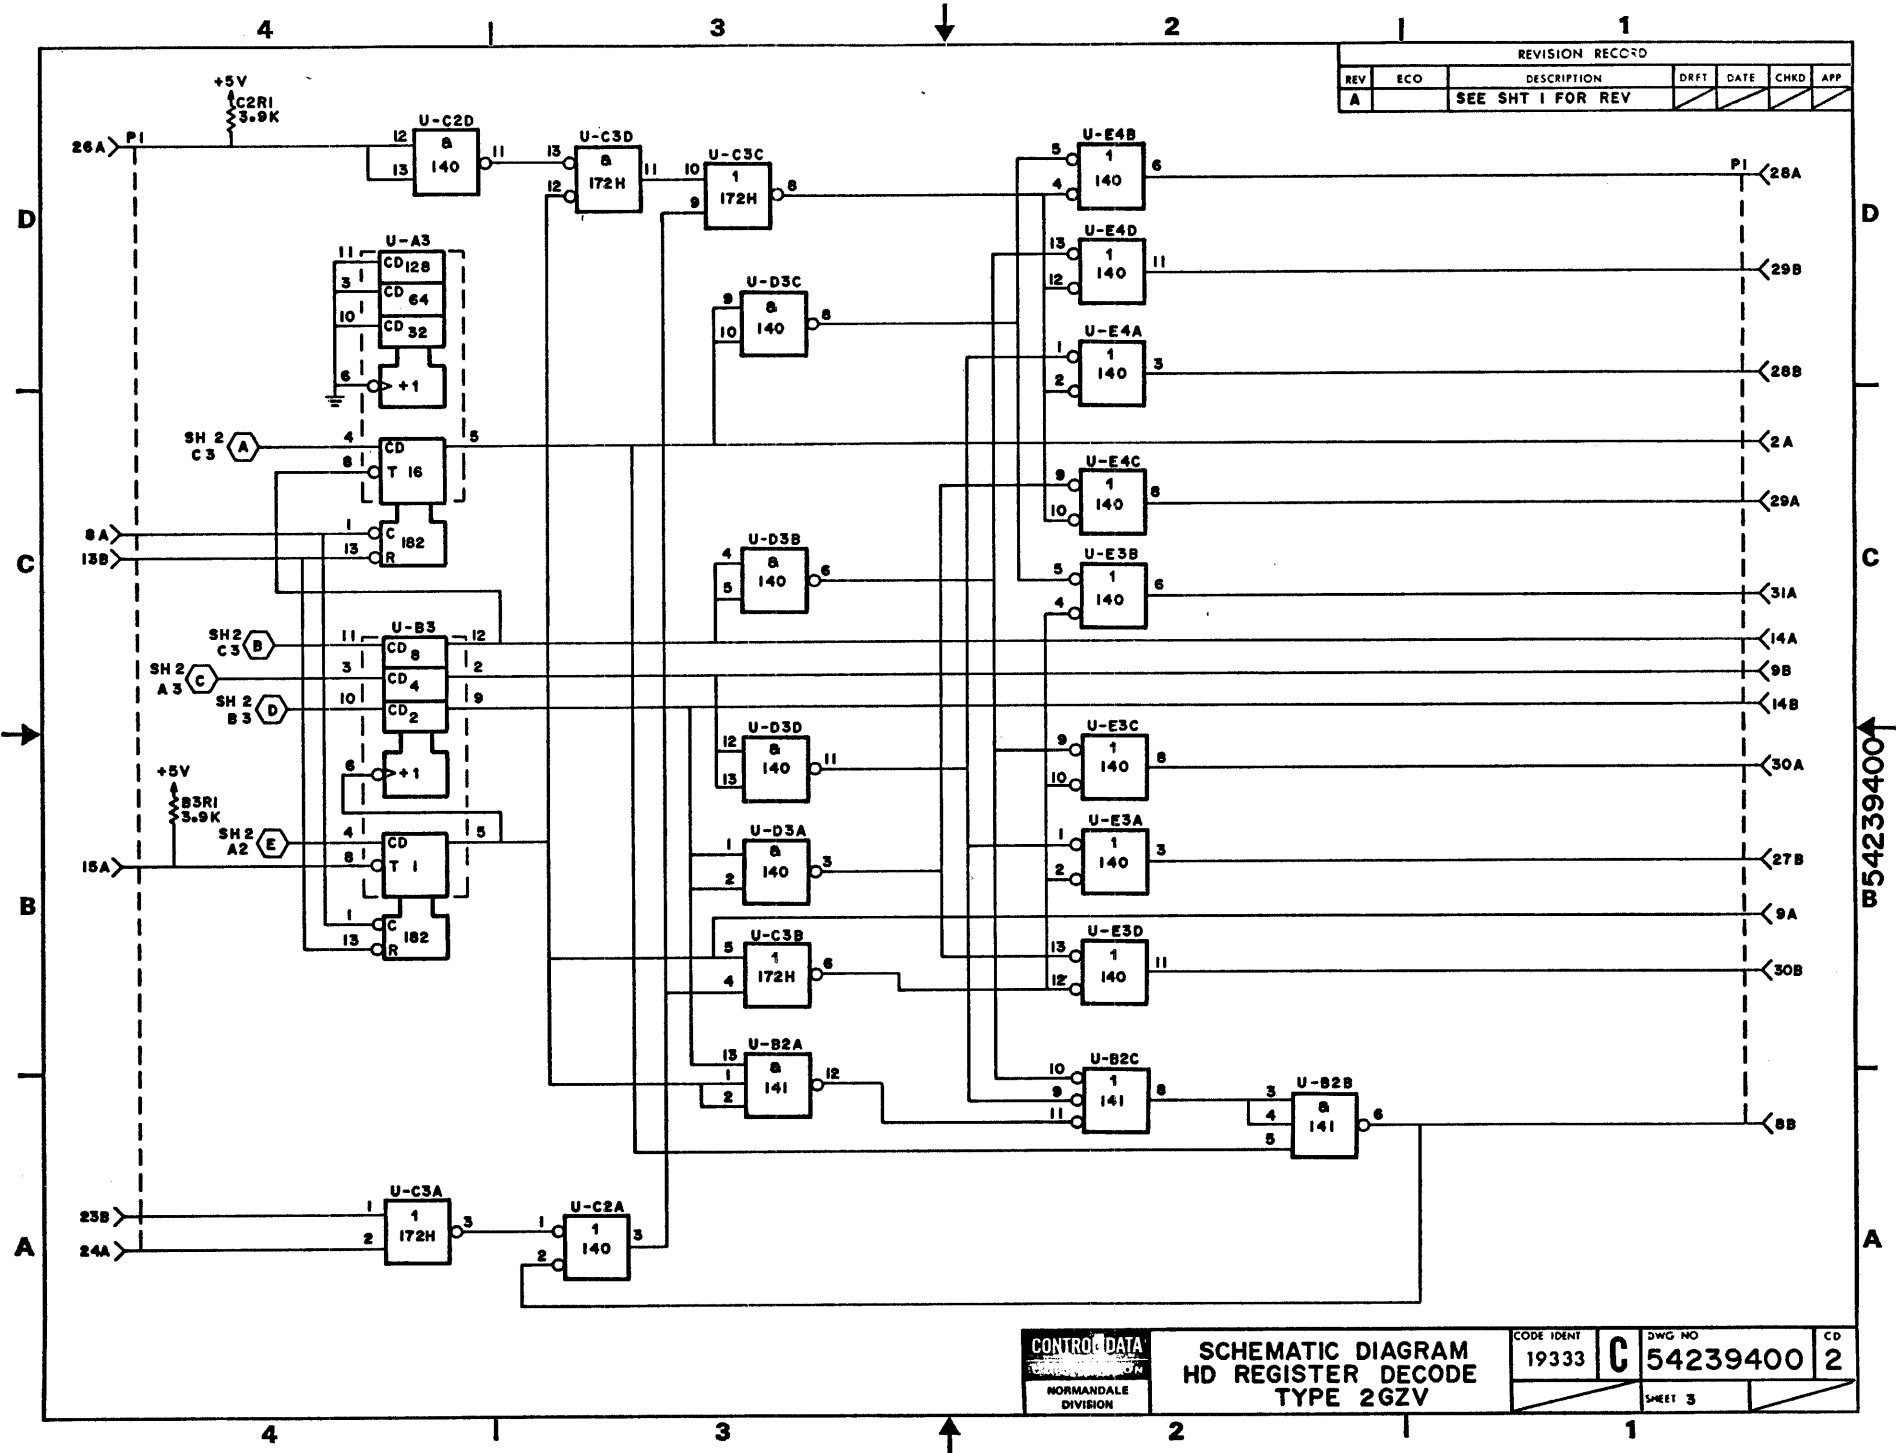 4 3 2 1
REVISION RECORD
REV ECO DESCRIPTION DRFT DATE CHKD APP
A SEE SHT 1 FOR REV
D
+5V
C2R1
3.9K
26A P1
12
13
U-C2D
&
140
11
13
12
U-C3D
&
172H
11
10
9
U-C3C
1
172H
8
5
4
U-E4B
1
140
6
P1
28A
D
U-A3
11 CD 128
3 CD 64
10 CD 32
6 +1
13
12
U-E4D
1
140
11
29B
9
10
U-D3C
&
140
8
1
2
U-E4A
1
140
3
28B
SH 2
C3
A
4 CD 5
8 T 16
2A
9
10
U-E4C
1
140
8
29A
C
8A
13B
1 C
13 R
182
4
5
U-D3B
&
140
6
5
4
U-E3B
1
140
6
31A
C
SH2
C3
B
U-B3
11 CD 8 12
14A
SH 2
A3
C
3 CD 4 2
9B
SH 2
B3
D
10 CD 2 9
14B
6 +1
12
13
U-D3D
&
140
11
9
10
U-E3C
1
140
8
30A
B54239400
+5V
B3R1
3.9K
SH2
A2
E
4 CD 5
15A
8 T 1
1
2
U-D3A
&
140
3
1
2
U-E3A
1
140
3
27B
B
9A
1 C
13 R
182
5
4
U-C3B
1
172H
6
13
12
U-E3D
1
140
11
30B
13
1
2
U-B2A
&
141
12
10
9
11
U-B2C
1
141
8
3
4
5
U-B2B
&
141
6
8B
A
23B
24A
1
2
U-C3A
1
172H
3
1
2
U-C2A
1
140
3
A
CONTROL DATA
NORMANDALE
DIVISION
SCHEMATIC DIAGRAM
HD REGISTER DECODE
TYPE 2GZV
CODE IDENT
19333
C
DWG NO
54239400
CD
2
SHEET 3
4 3 2 1